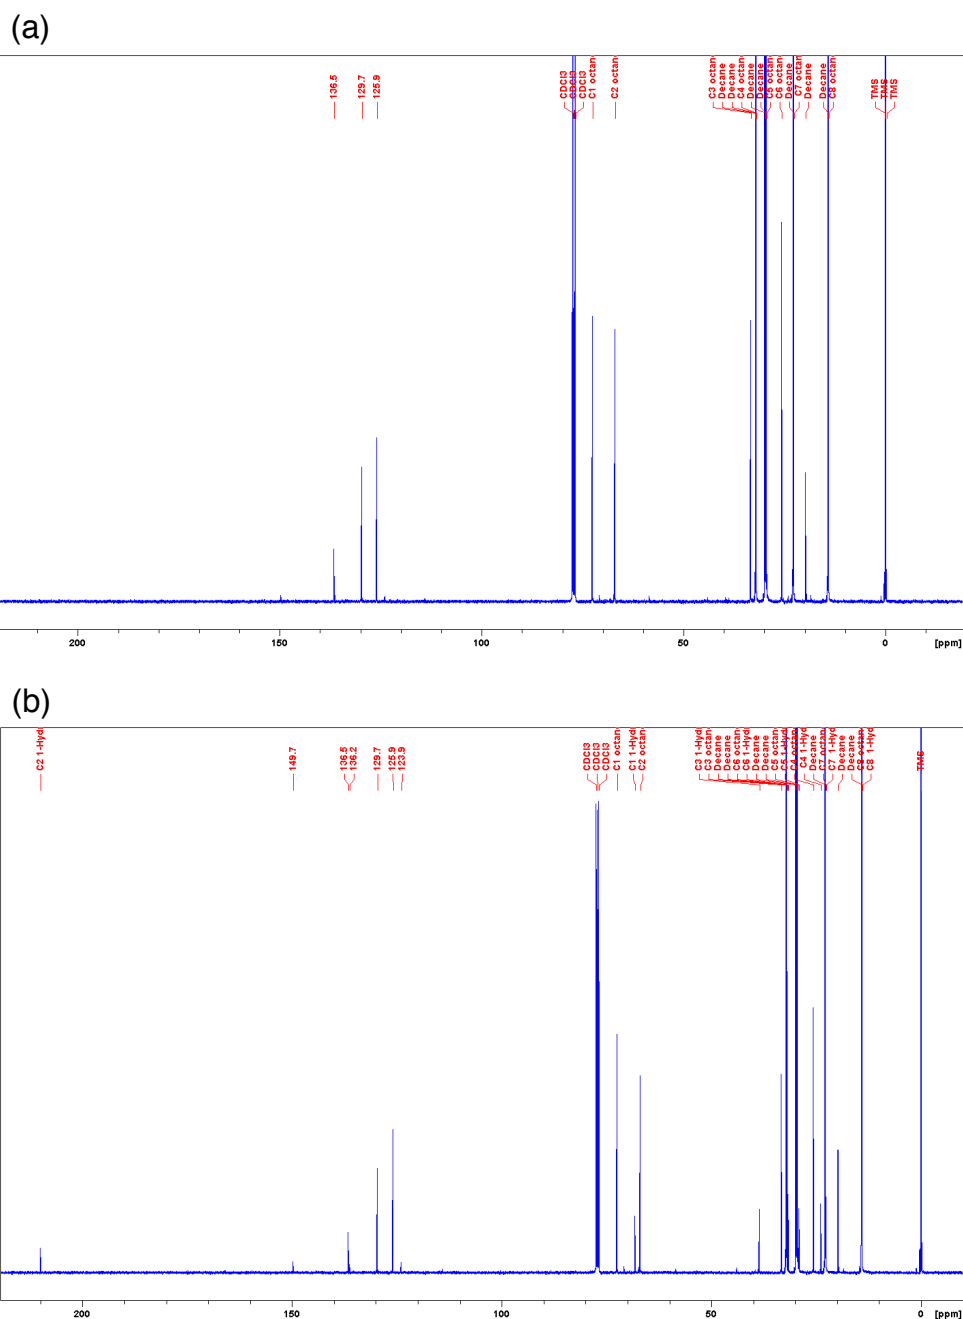 (a)
136.5
129.7
125.9
CDCl3
CDCl3
CDCl3
C1 octan
C2 octan
C3 octan
Decane
Decane
C4 octan
Decane
Decane
C5 octan
C6 octan
Decane
C7 octan
Decane
Decane
C8 octan
TMS
TMS
TMS
200
150
100
50
0
[ppm]
(b)
C2 1-Hyd
149.7
136.5
136.2
129.7
125.9
123.9
CDCl3
CDCl3
CDCl3
C1 octan
C1 1-Hyd
C2 octan
C3 1-Hyd
C3 octan
Decane
Decane
C6 octan
C6 1-Hyd
Decane
Decane
C5 octan
C5 1-Hyd
C4 octan
C4 1-Hyd
Decane
C7 octan
C7 1-Hyd
Decane
Decane
C8 octan
C8 1-Hyd
TMS
200
150
100
50
0
[ppm]